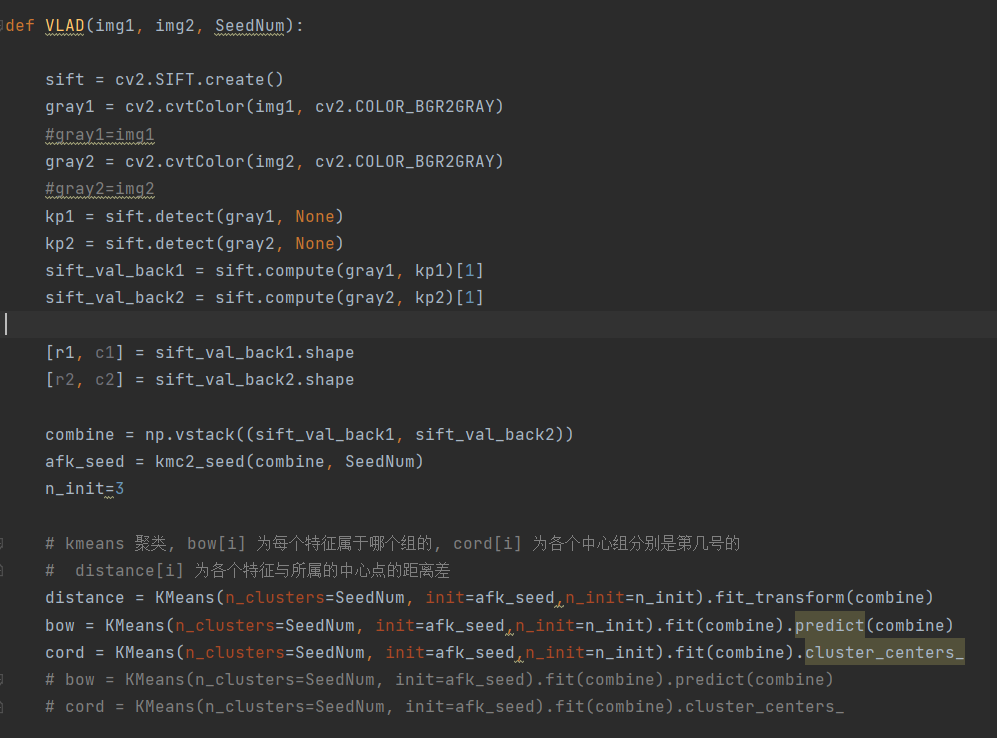 def VLAD(img1, img2, SeedNum):
sift = cv2.SIFT.create()
gray1 = cv2.cvtColor(img1, cv2.COLOR_BGR2GRAY)
#gray1=img1
gray2 = cv2.cvtColor(img2, cv2.COLOR_BGR2GRAY)
#gray2=img2
kp1 = sift.detect(gray1, None)
kp2 = sift.detect(gray2, None)
sift_val_back1 = sift.compute(gray1, kp1)[1]
sift_val_back2 = sift.compute(gray2, kp2)[1]
[r1, c1] = sift_val_back1.shape
[r2, c2] = sift_val_back2.shape
combine = np.vstack((sift_val_back1, sift_val_back2))
afk_seed = kmc2_seed(combine, SeedNum)
n_init=3
# kmeans 聚类, bow[i] 为每个特征属于哪个组的, cord[i] 为各个中心组分别是第几号的
#  distance[i] 为各个特征与所属的中心点的距离差
distance = KMeans(n_clusters=SeedNum, init=afk_seed,n_init=n_init).fit_transform(combine)
bow = KMeans(n_clusters=SeedNum, init=afk_seed,n_init=n_init).fit(combine).predict(combine)
cord = KMeans(n_clusters=SeedNum, init=afk_seed,n_init=n_init).fit(combine).cluster_centers_
# bow = KMeans(n_clusters=SeedNum, init=afk_seed).fit(combine).predict(combine)
# cord = KMeans(n_clusters=SeedNum, init=afk_seed).fit(combine).cluster_centers_